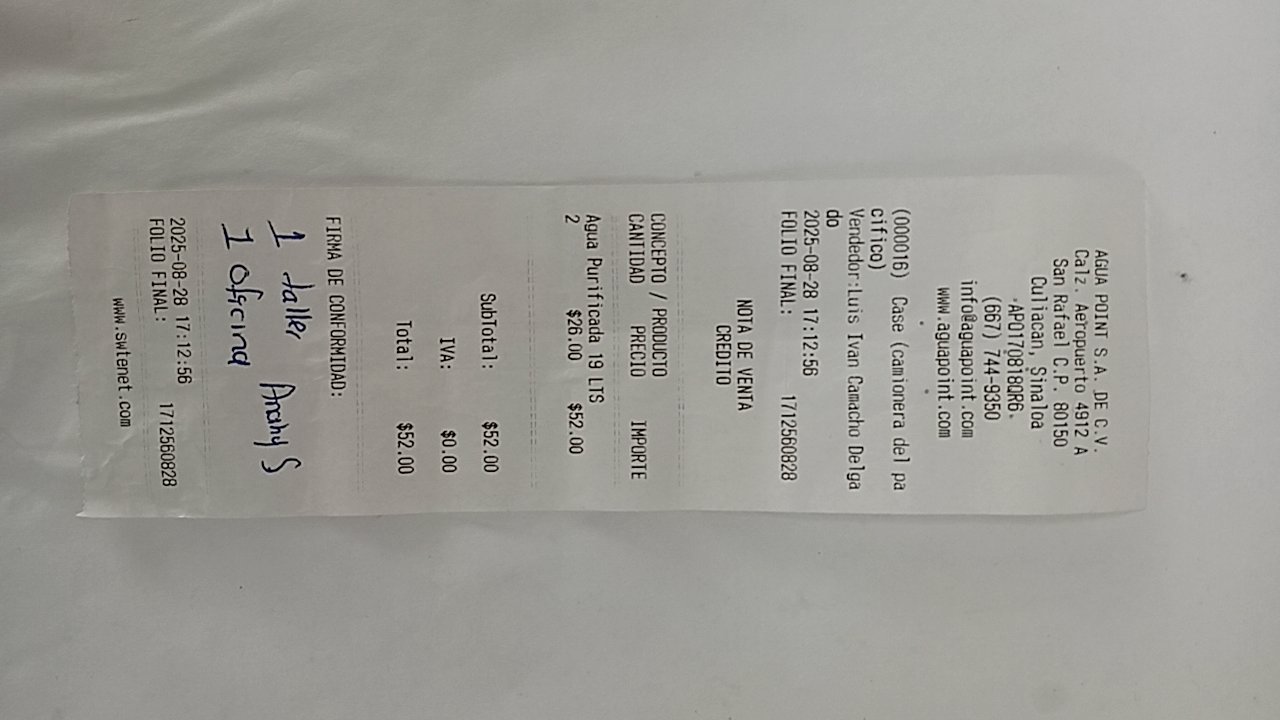 AGUA POINT S.A. DE C.V.
Calz. Aeropuerto 4912 A
San Rafael C.P. 80150
Culiacan, Sinaloa
.APO170818QR6.
(667) 744-9350
info@aguapoint.com
www.aguapoint.com
(000016) Case (camionera del pa
cifico)
Vendedor:Luis Ivan Camacho Delga
do
2025-08-28 17:12:56
FOLIO FINAL: 1712560828
NOTA DE VENTA
CREDITO
CONCEPTO / PRODUCTO
CANTIDAD PRECIO IMPORTE
Agua Purificada 19 LTS
2 $26.00 $52.00
SubTotal: $52.00
IVA: $0.00
Total: $52.00
FIRMA DE CONFORMIDAD:
1 taller Anahy S
1 Oficina
2025-08-28 17:12:56
FOLIO FINAL: 1712560828
www.swtenet.com